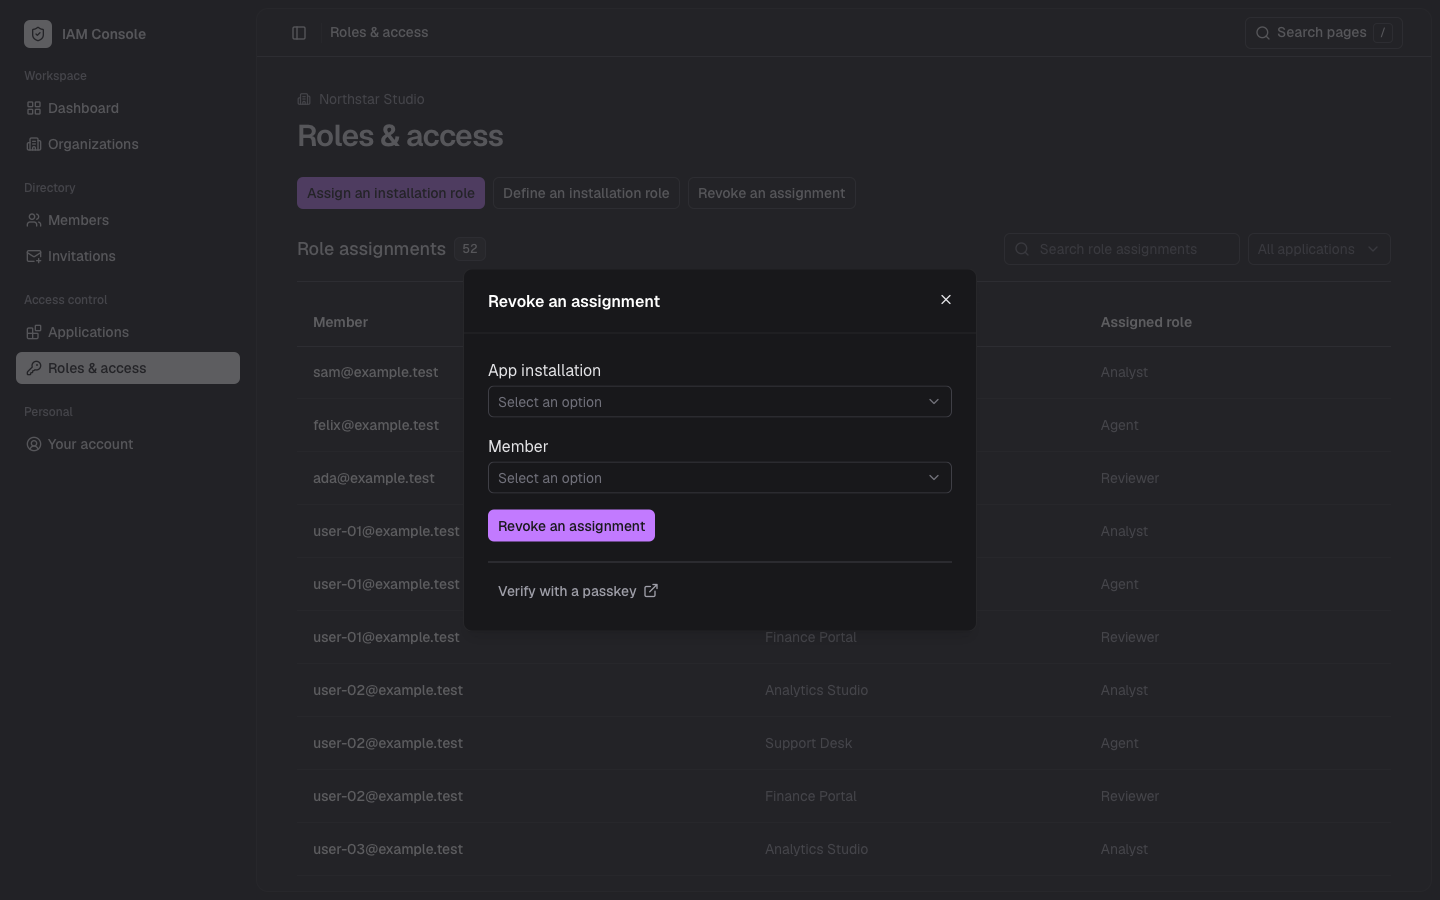 IAM Console
Workspace
Dashboard
Organizations
Directory
Members
Invitations
Access control
Applications
Roles & access
Personal
Your account
Roles & access
Search pages /
Northstar Studio
Roles & access
Assign an installation role
Define an installation role
Revoke an assignment
Role assignments 52
Search role assignments
All applications
Member
Assigned role
sam@example.test
Analyst
felix@example.test
Agent
ada@example.test
Reviewer
user-01@example.test
Analyst
user-01@example.test
Agent
user-01@example.test
Finance Portal
Reviewer
user-02@example.test
Analytics Studio
Analyst
user-02@example.test
Support Desk
Agent
user-02@example.test
Finance Portal
Reviewer
user-03@example.test
Analytics Studio
Analyst
Revoke an assignment
App installation
Select an option
Member
Select an option
Revoke an assignment
Verify with a passkey